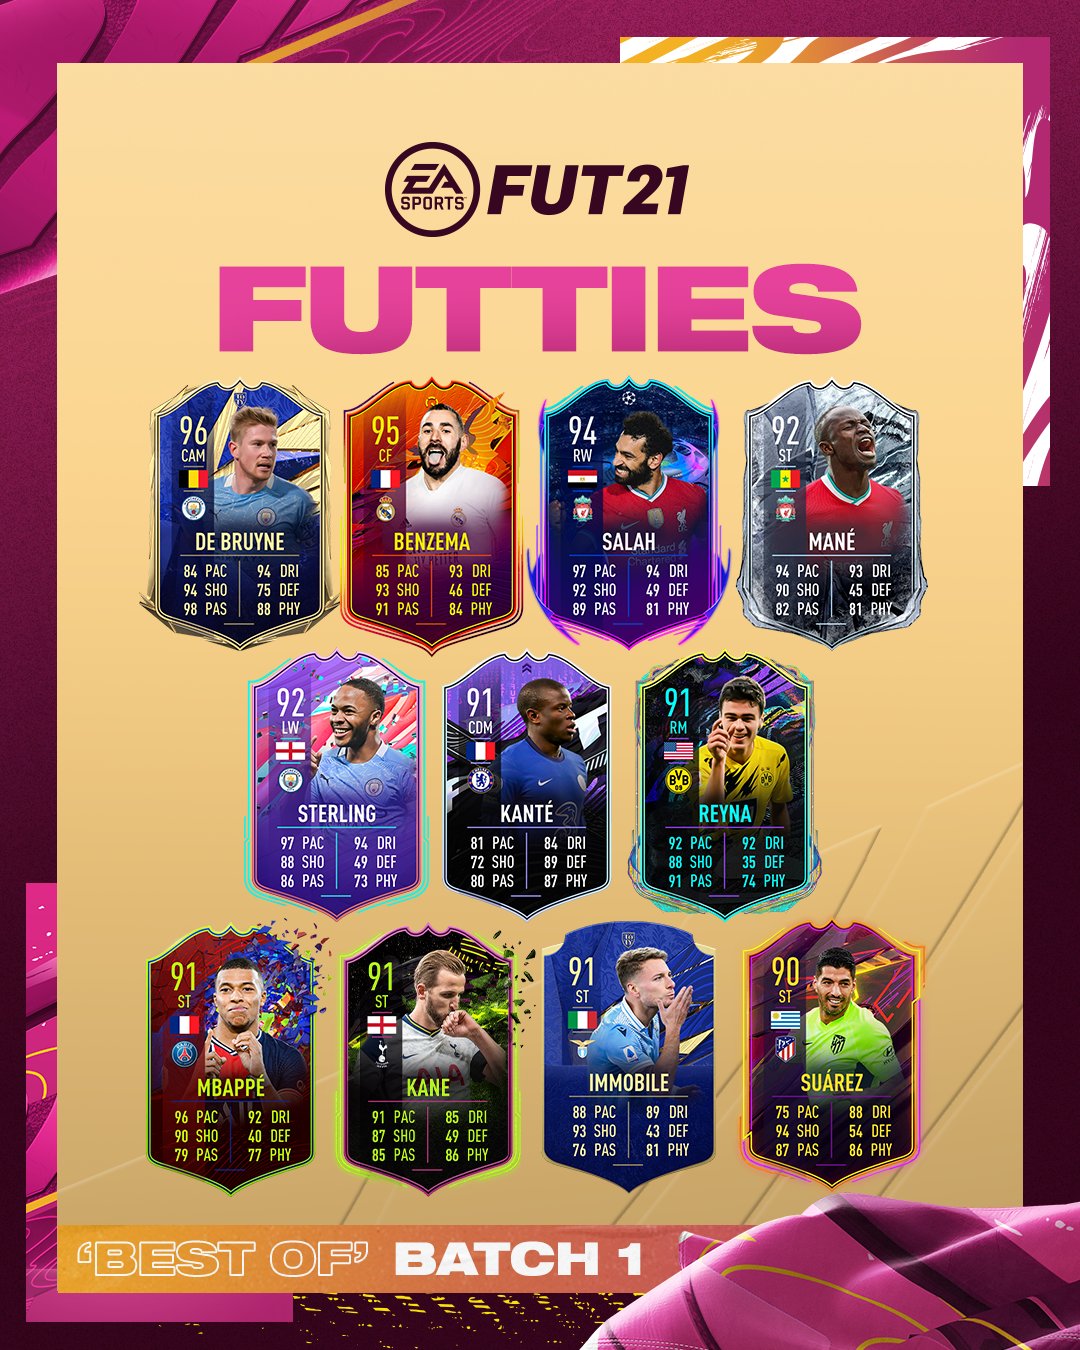 EA
SPORTS
FUT21
FUTTIES
96
CAM
DE BRUYNE
84 PAC 94 DRI
94 SHO 75 DEF
98 PAS 88 PHY
95
CF
BENZEMA
85 PAC 93 DRI
93 SHO 46 DEF
91 PAS 84 PHY
94
RW
Standard
Chartered
SALAH
97 PAC 94 DRI
92 SHO 49 DEF
89 PAS 81 PHY
92
ST
MANÉ
94 PAC 93 DRI
90 SHO 45 DEF
82 PAS 81 PHY
92
LW
STERLING
97 PAC 94 DRI
88 SHO 49 DEF
86 PAS 73 PHY
91
CDM
KANTÉ
81 PAC 84 DRI
72 SHO 89 DEF
80 PAS 87 PHY
91
RM
BVB
09
REYNA
92 PAC 92 DRI
88 SHO 35 DEF
91 PAS 74 PHY
91
ST
PARIS
MBAPPÉ
96 PAC 92 DRI
90 SHO 40 DEF
79 PAS 77 PHY
91
ST
AIA
KANE
91 PAC 85 DRI
87 SHO 49 DEF
85 PAS 86 PHY
91
ST
IMMOBILE
88 PAC 89 DRI
93 SHO 43 DEF
76 PAS 81 PHY
90
ST
SUÁREZ
75 PAC 88 DRI
94 SHO 54 DEF
87 PAS 86 PHY
‘BEST OF’ BATCH 1